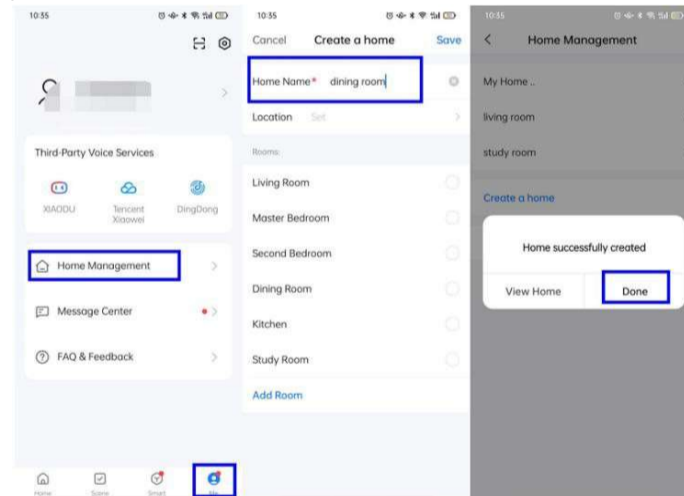 10:35
Third-Party Voice Services
XIAODU
Tencent
Xiaowei
DingDong
Home Management
Message Center
FAQ & Feedback
Home
Scene
Smart
Me
10:35
Cancel
Create a home
Save
Home Name* dining room
Location
Set
Rooms:
Living Room
Master Bedroom
Second Bedroom
Dining Room
Kitchen
Study Room
Add Room
10:35
Home Management
My Home ..
living room
study room
Create a home
Home successfully created
View Home
Done